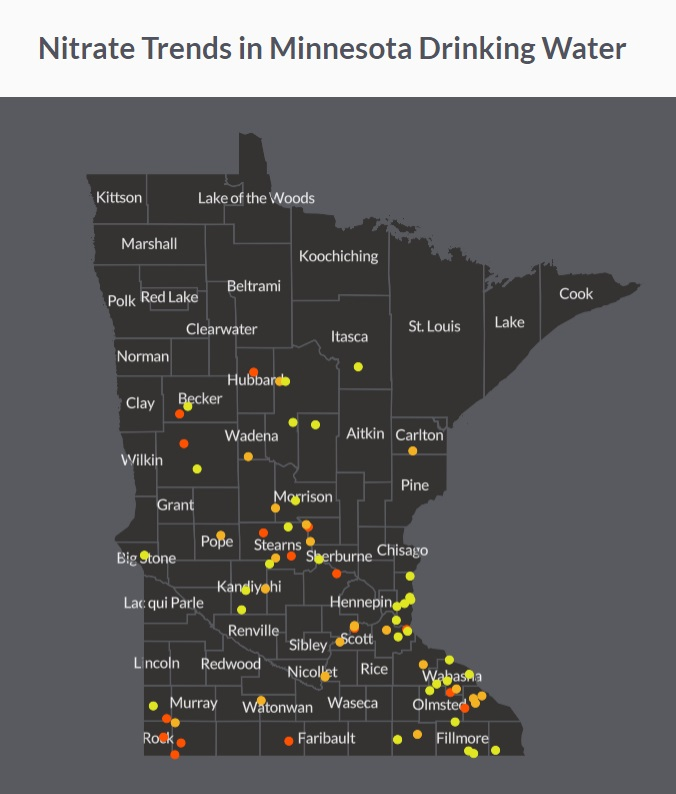 Nitrate Trends in Minnesota Drinking Water
Kittson
Lake of the Woods
Marshall
Koochiching
Beltrami
Polk
Red Lake
Cook
Clearwater
St. Louis
Lake
Itasca
Norman
Hubbard
Becker
Clay
Wadena
Aitkin
Carlton
Wilkin
Pine
Morrison
Grant
Pope
Stearns
Chisago
Big Stone
Sherburne
Kandiyohi
Lac qui Parle
Hennepin
Renville
Sibley
Scott
Lincoln
Redwood
Nicollet
Rice
Wabasha
Murray
Watonwan
Waseca
Olmsted
Rock
Faribault
Fillmore